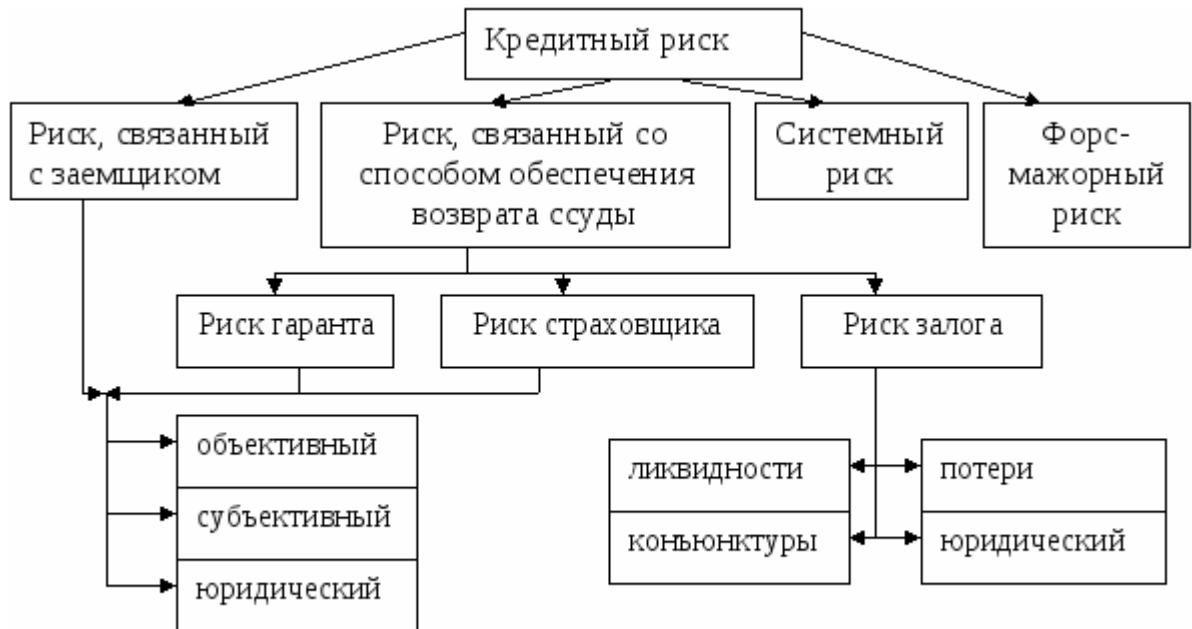 Кредитный риск
Риск, связанный
с заемщиком
Риск, связанный со
способом обеспечения
возврата ссуды
Системный
риск
Форс-
мажорный
риск
Риск гаранта
Риск страховщика
Риск залога
объективный
субъективный
юридический
ликвидности
конъюнктуры
потери
юридический